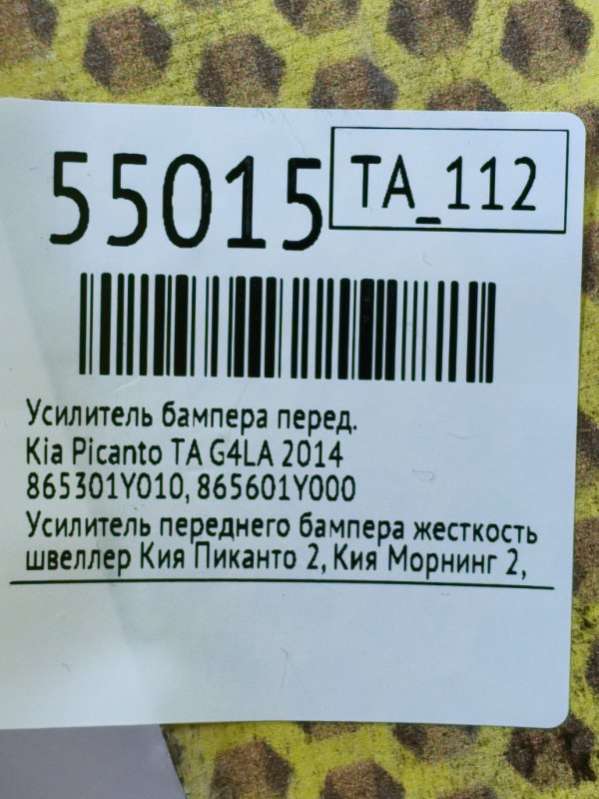 55015
TA_112
Усилитель бампера перед.
Kia Picanto TA G4LA 2014
865301Y010, 865601Y000
Усилитель переднего бампера жесткость
швеллер Кия Пиканто 2, Кия Морнинг 2,